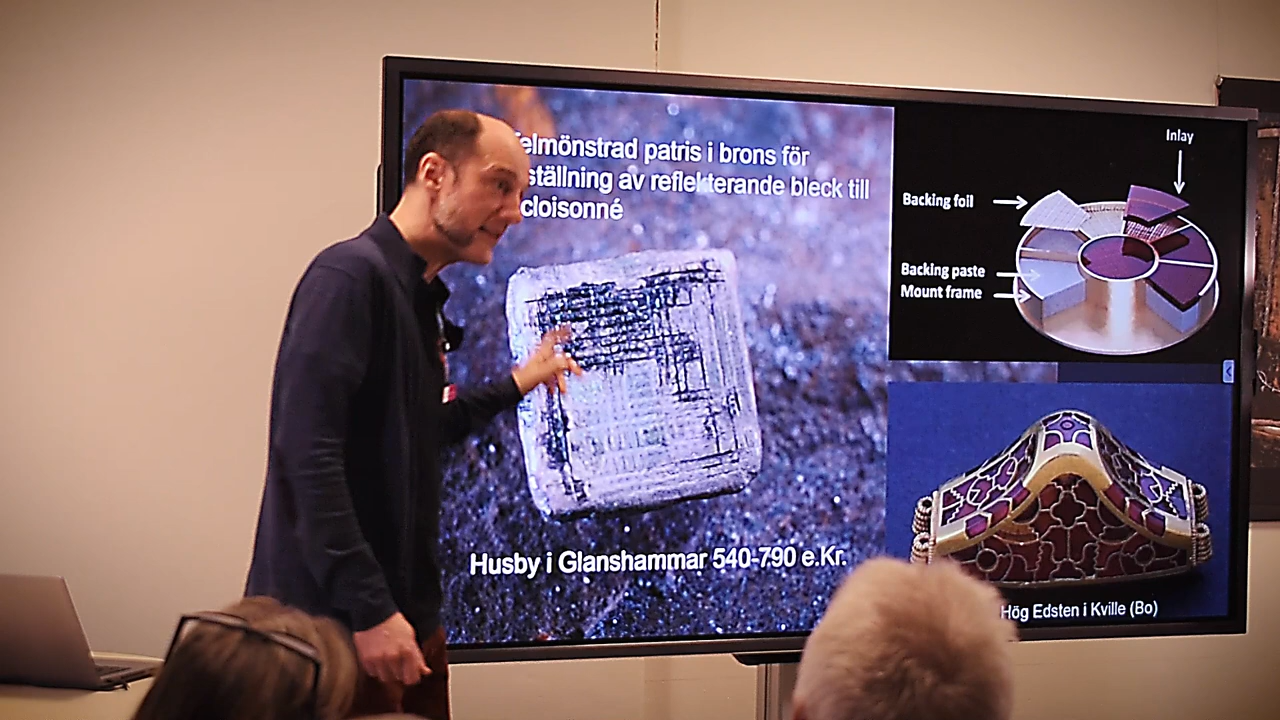 elmönstrad patris i brons för
ställning av reflekterande bleck till
cloisonné
Husby i Glanshammar 540-790 e.Kr.
Inlay
Backing foil
Backing paste
Mount frame
Hög Edsten i Kville (Bo)